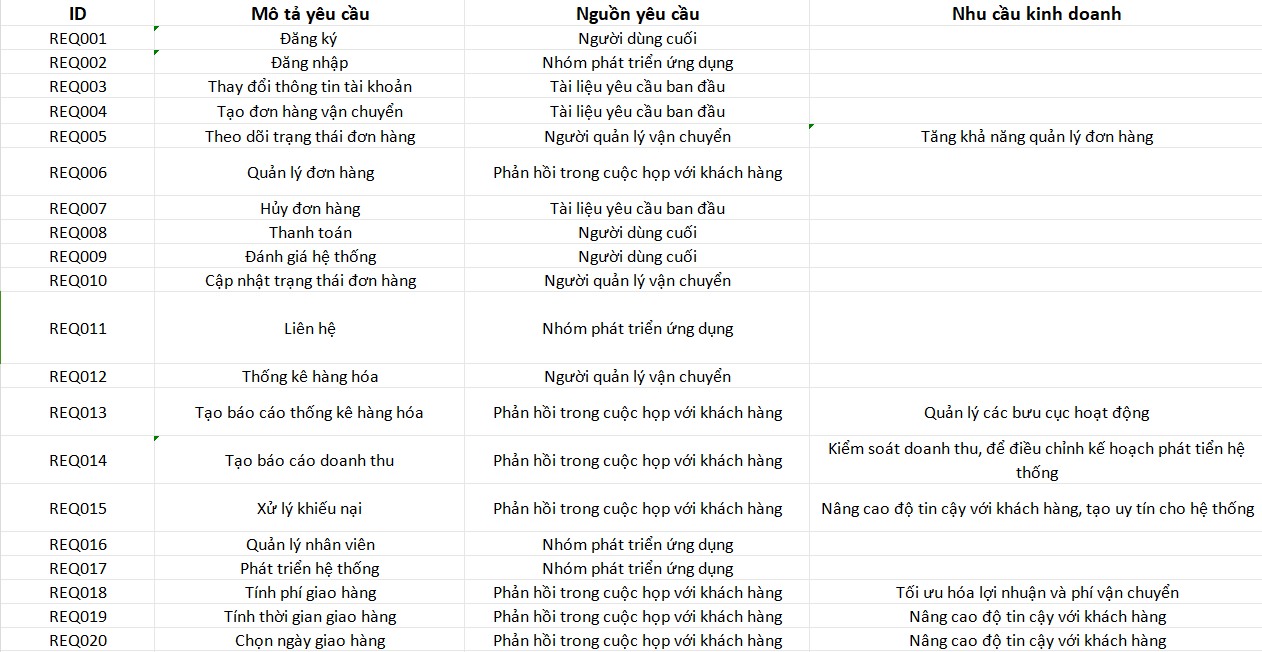 ID Mô tả yêu cầu Nguồn yêu cầu Nhu cầu kinh doanh
REQ001 Đăng ký Người dùng cuối
REQ002 Đăng nhập Nhóm phát triển ứng dụng
REQ003 Thay đổi thông tin tài khoản Tài liệu yêu cầu ban đầu
REQ004 Tạo đơn hàng vận chuyển Tài liệu yêu cầu ban đầu
REQ005 Theo dõi trạng thái đơn hàng Người quản lý vận chuyển Tăng khả năng quản lý đơn hàng
REQ006 Quản lý đơn hàng Phản hồi trong cuộc họp với khách hàng
REQ007 Hủy đơn hàng Tài liệu yêu cầu ban đầu
REQ008 Thanh toán Người dùng cuối
REQ009 Đánh giá hệ thống Người dùng cuối
REQ010 Cập nhật trạng thái đơn hàng Người quản lý vận chuyển
REQ011 Liên hệ Nhóm phát triển ứng dụng
REQ012 Thống kê hàng hóa Người quản lý vận chuyển
REQ013 Tạo báo cáo thống kê hàng hóa Phản hồi trong cuộc họp với khách hàng Quản lý các bưu cục hoạt động
REQ014 Tạo báo cáo doanh thu Phản hồi trong cuộc họp với khách hàng Kiểm soát doanh thu, để điều chỉnh kế hoạch phát tiển hệ
thống
REQ015 Xử lý khiếu nại Phản hồi trong cuộc họp với khách hàng Nâng cao độ tin cậy với khách hàng, tạo uy tín cho hệ thống
REQ016 Quản lý nhân viên Nhóm phát triển ứng dụng
REQ017 Phát triển hệ thống Nhóm phát triển ứng dụng
REQ018 Tính phí giao hàng Phản hồi trong cuộc họp với khách hàng Tối ưu hóa lợi nhuận và phí vận chuyển
REQ019 Tính thời gian giao hàng Phản hồi trong cuộc họp với khách hàng Nâng cao độ tin cậy với khách hàng
REQ020 Chọn ngày giao hàng Phản hồi trong cuộc họp với khách hàng Nâng cao độ tin cậy với khách hàng